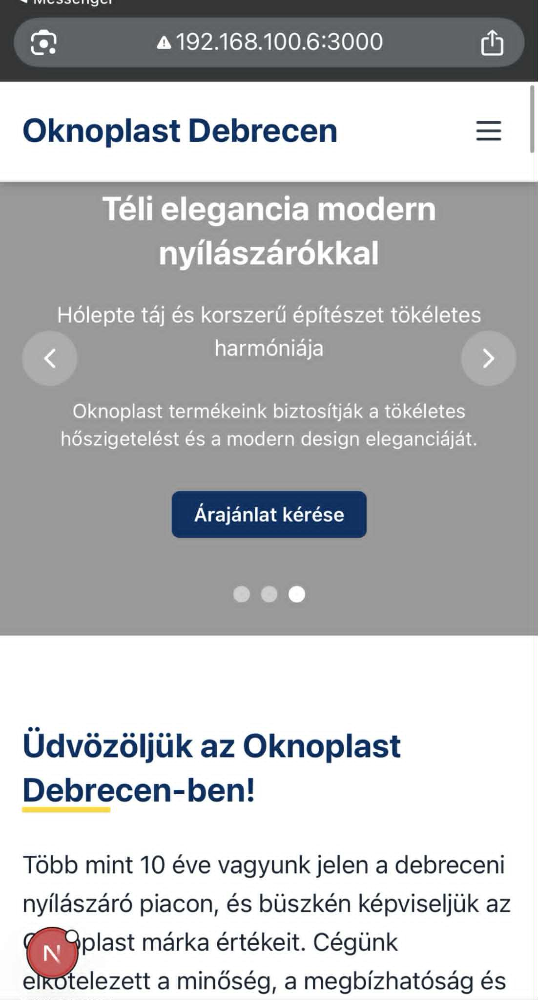 Messenger
192.168.100.6:3000
Oknoplast Debrecen
Téli elegancia modern
nyílászárókkal
Hólepte táj és korszerű építészet tökéletes
harmóniája
Oknoplast termékeink biztosítják a tökéletes
hőszigetelést és a modern design eleganciáját.
Árajánlat kérése
Üdvözöljük az Oknoplast
Debrecen-ben!
Több mint 10 éve vagyunk jelen a debreceni
nyílászáró piacon, és büszkén képviseljük az
márka értékeit. Cégünk
N
elkötelezett a minőség, a megbízhatóság és